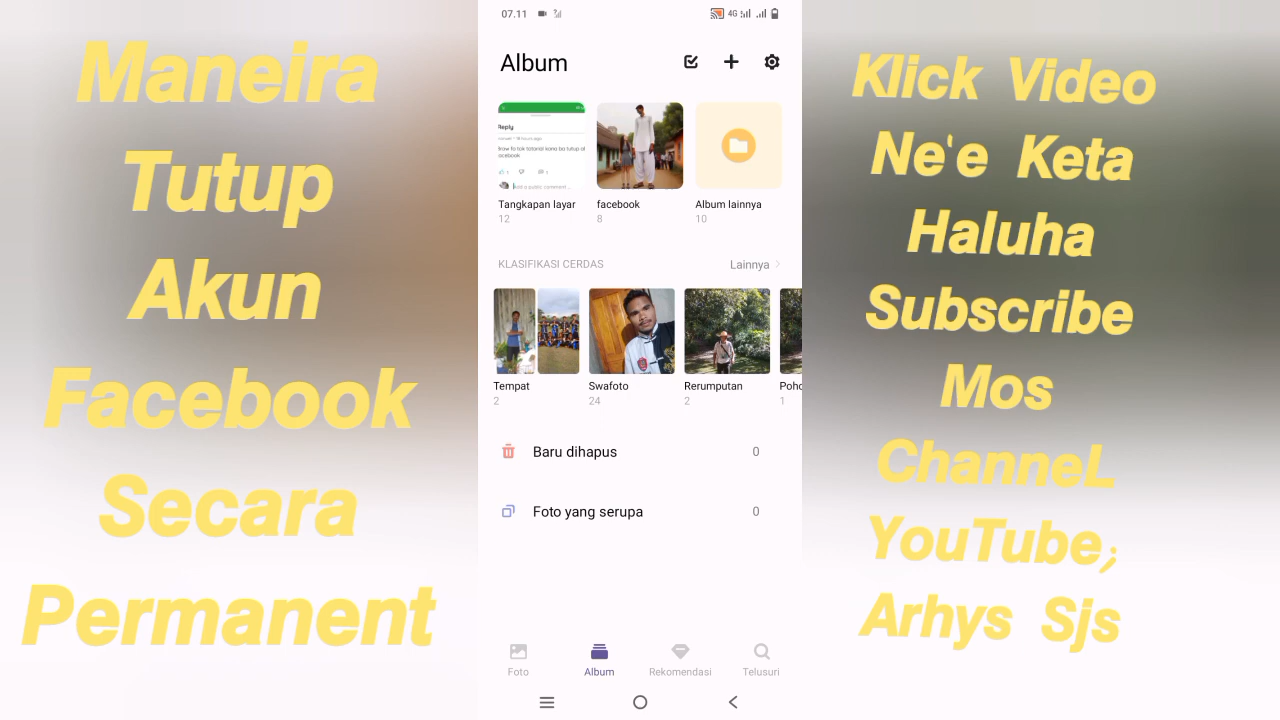 Maneira
Tutup
Akun
Facebook
Secara
Permanent
07.11
4G
Album
Reply
Tangkapan layar
12
facebook
8
Album lainnya
10
KLASIFIKASI CERDAS
Lainnya
Tempat
2
Swafoto
24
Rerumputan
2
Poho
1
Baru dihapus
0
Foto yang serupa
0
Foto
Album
Rekomendasi
Telusuri
Klick Video
Ne'e Keta
Haluha
Subscribe
Mos
ChanneL
YouTube;
Arhys Sjs